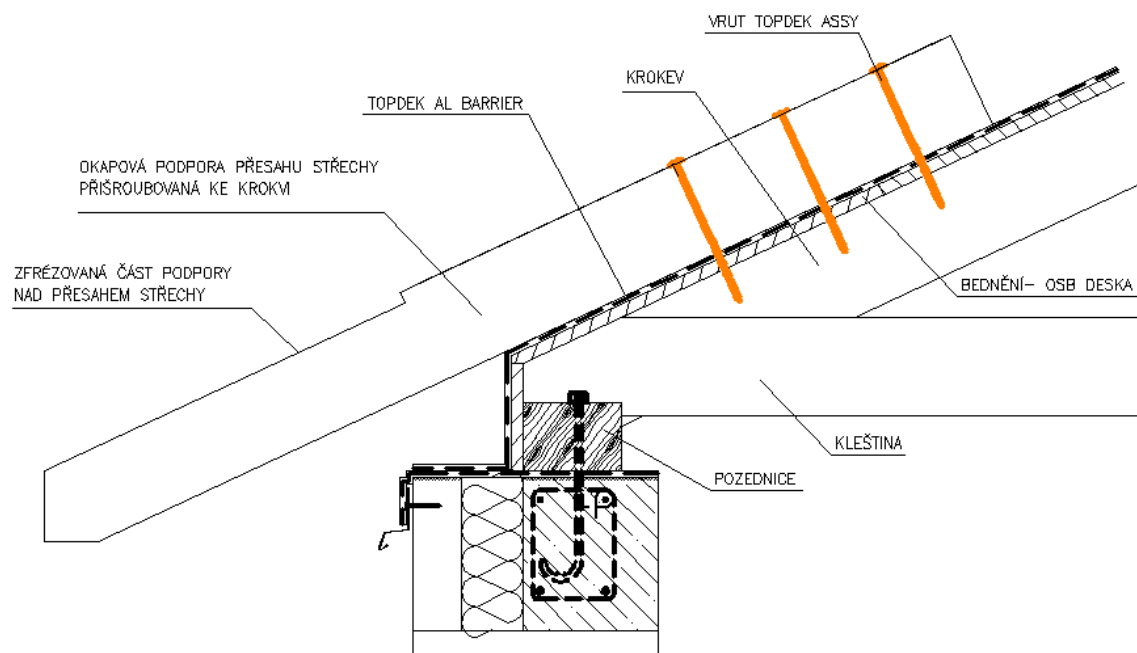 VRUT TOPDEK ASSY
KROKEV
TOPDEK AL BARRIER
OKAPOVÁ PODPORA PŘESAHU STŘECHY
PŘIŠROUBOVANÁ KE KROKVI
ZFRÉZOVANÁ ČÁST PODPORY
NAD PŘESAHEM STŘECHY
BEDNĚNÍ– OSB DESKA
KLEŠTINA
POZEDNICE